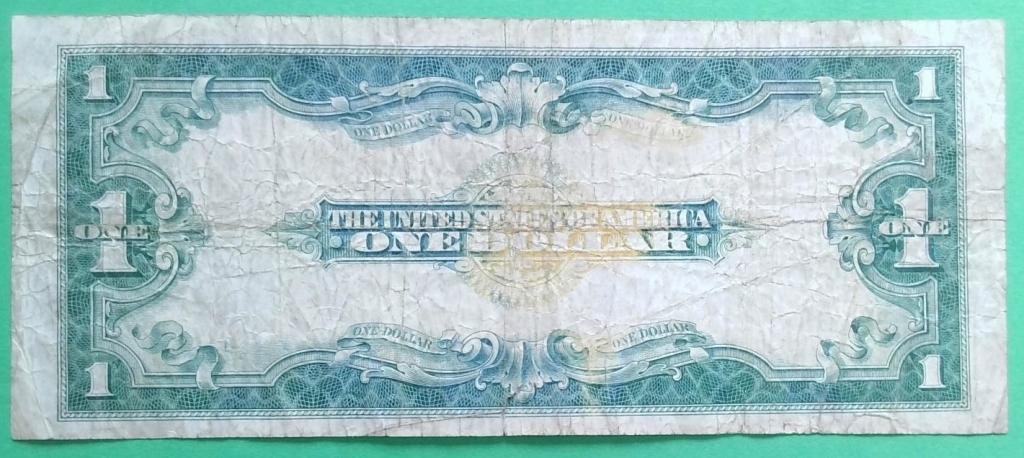 1 1
ONE DOLLAR ONE DOLLAR
THE UNITED STATES OF AMERICA
1 ONE ONE DOLLAR 1 ONE
ONE DOLLAR ONE DOLLAR
1 1